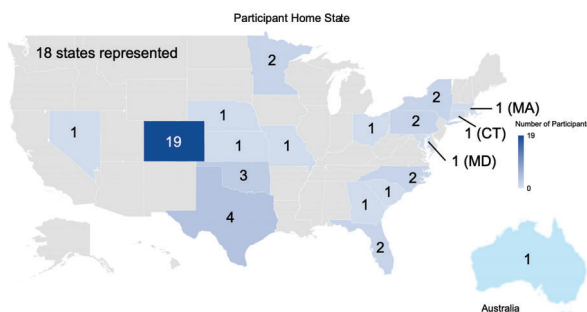 Participant Home State
18 states represented
2
1
1
19
1
1
3
4
1
2
2
1 (MA)
1 (CT)
1 (MD)
2
1
1
2
Number of Participant
19
0
1
Australia